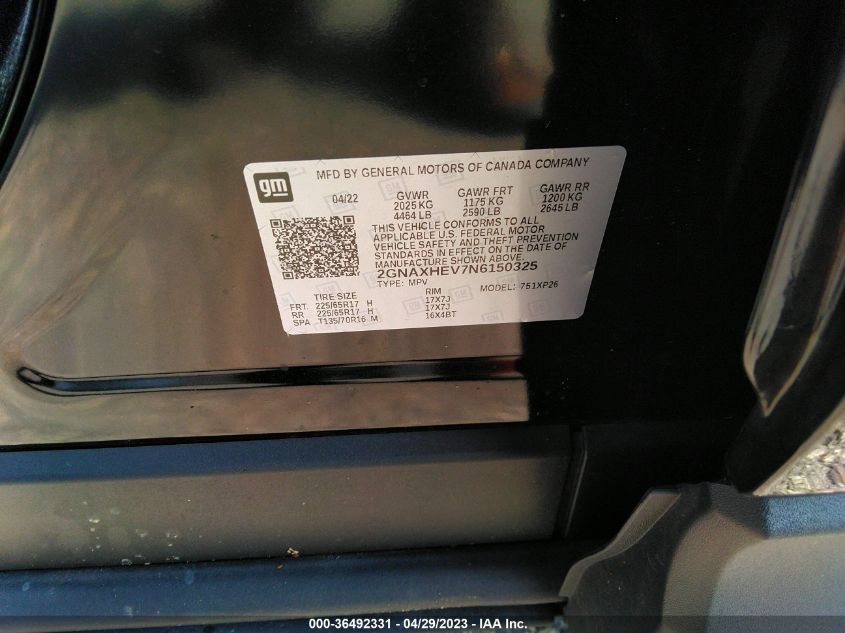 MFD BY GENERAL MOTORS OF CANADA COMPANY
gm
04/22 GVWR GAWR FRT GAWR RR
2025 KG 1175 KG 1200 KG
4464 LB 2590 LB 2645 LB
THIS VEHICLE CONFORMS TO ALL
APPLICABLE U.S. FEDERAL MOTOR
VEHICLE SAFETY AND THEFT PREVENTION
STANDARDS IN EFFECT ON THE DATE OF
MANUFACTURE SHOWN ABOVE.
2GNAXHEV7N6150325
TYPE: MPV MODEL: 751XP26
TIRE SIZE RIM
FRT 225/65R17 H 17X7J
RR 225/65R17 H 17X7J
SPA T135/70R16 M 16X4BT
000-36492331 - 04/29/2023 - IAA Inc.